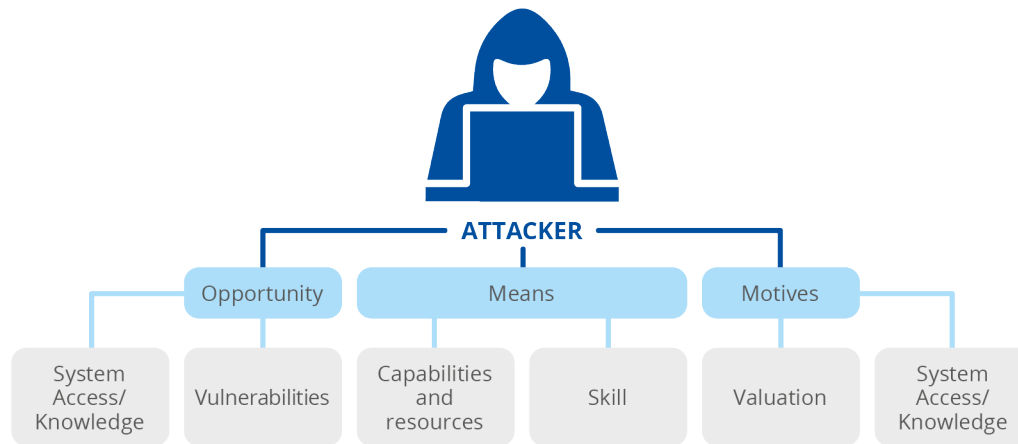 ATTACKER
Opportunity
Means
Motives
System
Access/
Knowledge
Vulnerabilities
Capabilities
and
resources
Skill
Valuation
System
Access/
Knowledge